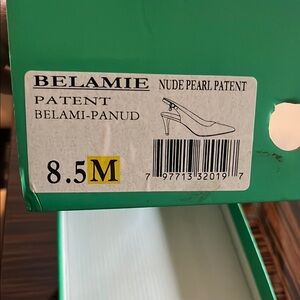 BELAMIE NUDE PEARL PATENT
PATENT
BELAMI-PANUD
8.5M
7 97713 32019 7